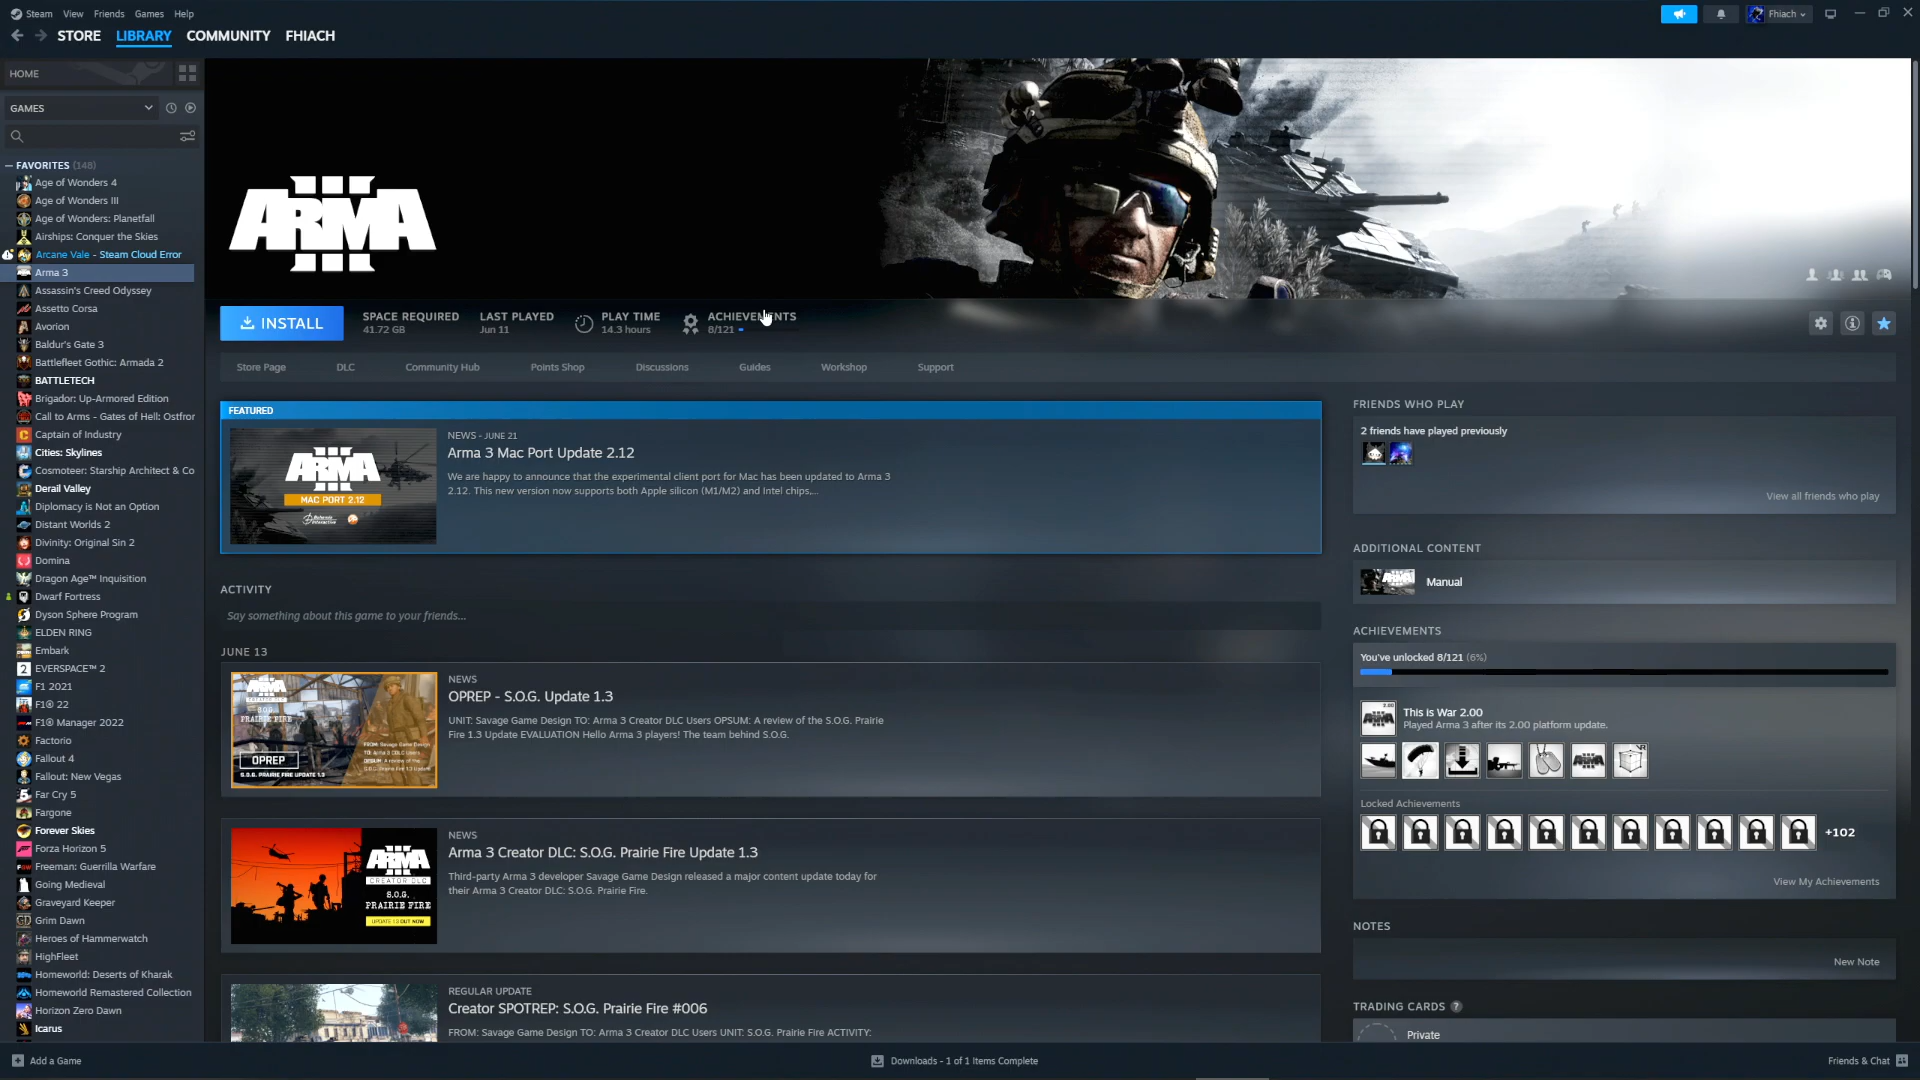 Steam View Friends Games Help
Fhiach
STORE LIBRARY COMMUNITY FHIACH
HOME
GAMES
FAVORITES (148)
Age of Wonders 4
Age of Wonders III
Age of Wonders: Planetfall
Airships: Conquer the Skies
Arcane Vale - Steam Cloud Error
Arma 3
Assassin's Creed Odyssey
Assetto Corsa
Avorion
Baldur's Gate 3
Battlefleet Gothic: Armada 2
BATTLETECH
Brigador: Up-Armored Edition
Call to Arms - Gates of Hell: Ostfror
Captain of Industry
Cities: Skylines
Cosmoteer: Starship Architect & Co
Derail Valley
Diplomacy is Not an Option
Distant Worlds 2
Divinity: Original Sin 2
Domina
Dragon Age™ Inquisition
Dwarf Fortress
Dyson Sphere Program
ELDEN RING
Embark
EVERSPACE™ 2
F1 2021
F1® 22
F1® Manager 2022
Factorio
Fallout 4
Fallout: New Vegas
Far Cry 5
Fargone
Forever Skies
Forza Horizon 5
Freeman: Guerrilla Warfare
Going Medieval
Graveyard Keeper
Grim Dawn
Heroes of Hammerwatch
HighFleet
Homeworld: Deserts of Kharak
Homeworld Remastered Collection
Horizon Zero Dawn
Icarus
Add a Game
ARMA III
INSTALL
SPACE REQUIRED
41.72 GB
LAST PLAYED
Jun 11
PLAY TIME
14.3 hours
ACHIEVEMENTS
8/121
Store Page DLC Community Hub Points Shop Discussions Guides Workshop Support
FEATURED
ARMA III
MAC PORT 2.12
NEWS - JUNE 21
Arma 3 Mac Port Update 2.12
We are happy to announce that the experimental client port for Mac has been updated to Arma 3
2.12. This new version now supports both Apple silicon (M1/M2) and Intel chips,...
ACTIVITY
Say something about this game to your friends...
JUNE 13
S.O.G.
PRAIRIE FIRE
OPREP
S.O.G. PRAIRIE FIRE UPDATE 1.3
NEWS
OPREP - S.O.G. Update 1.3
UNIT: Savage Game Design TO: Arma 3 Creator DLC Users OPSUM: A review of the S.O.G. Prairie
Fire 1.3 Update EVALUATION Hello Arma 3 players! The team behind S.O.G.
ARMA III
CREATOR DLC
S.O.G.
PRAIRIE FIRE
UPDATE 1.3 OUT NOW
NEWS
Arma 3 Creator DLC: S.O.G. Prairie Fire Update 1.3
Third-party Arma 3 developer Savage Game Design released a major content update today for
their Arma 3 Creator DLC: S.O.G. Prairie Fire.
REGULAR UPDATE
Creator SPOTREP: S.O.G. Prairie Fire #006
FROM: Savage Game Design TO: Arma 3 Creator DLC Users UNIT: S.O.G. Prairie Fire ACTIVITY:
FRIENDS WHO PLAY
2 friends have played previously
View all friends who play
ADDITIONAL CONTENT
Manual
ACHIEVEMENTS
You've unlocked 8/121 (6%)
This is War 2.00
Played Arma 3 after its 2.00 platform update.
Locked Achievements
+102
View My Achievements
NOTES
New Note
TRADING CARDS ?
Private
Downloads - 1 of 1 Items Complete
Friends & Chat